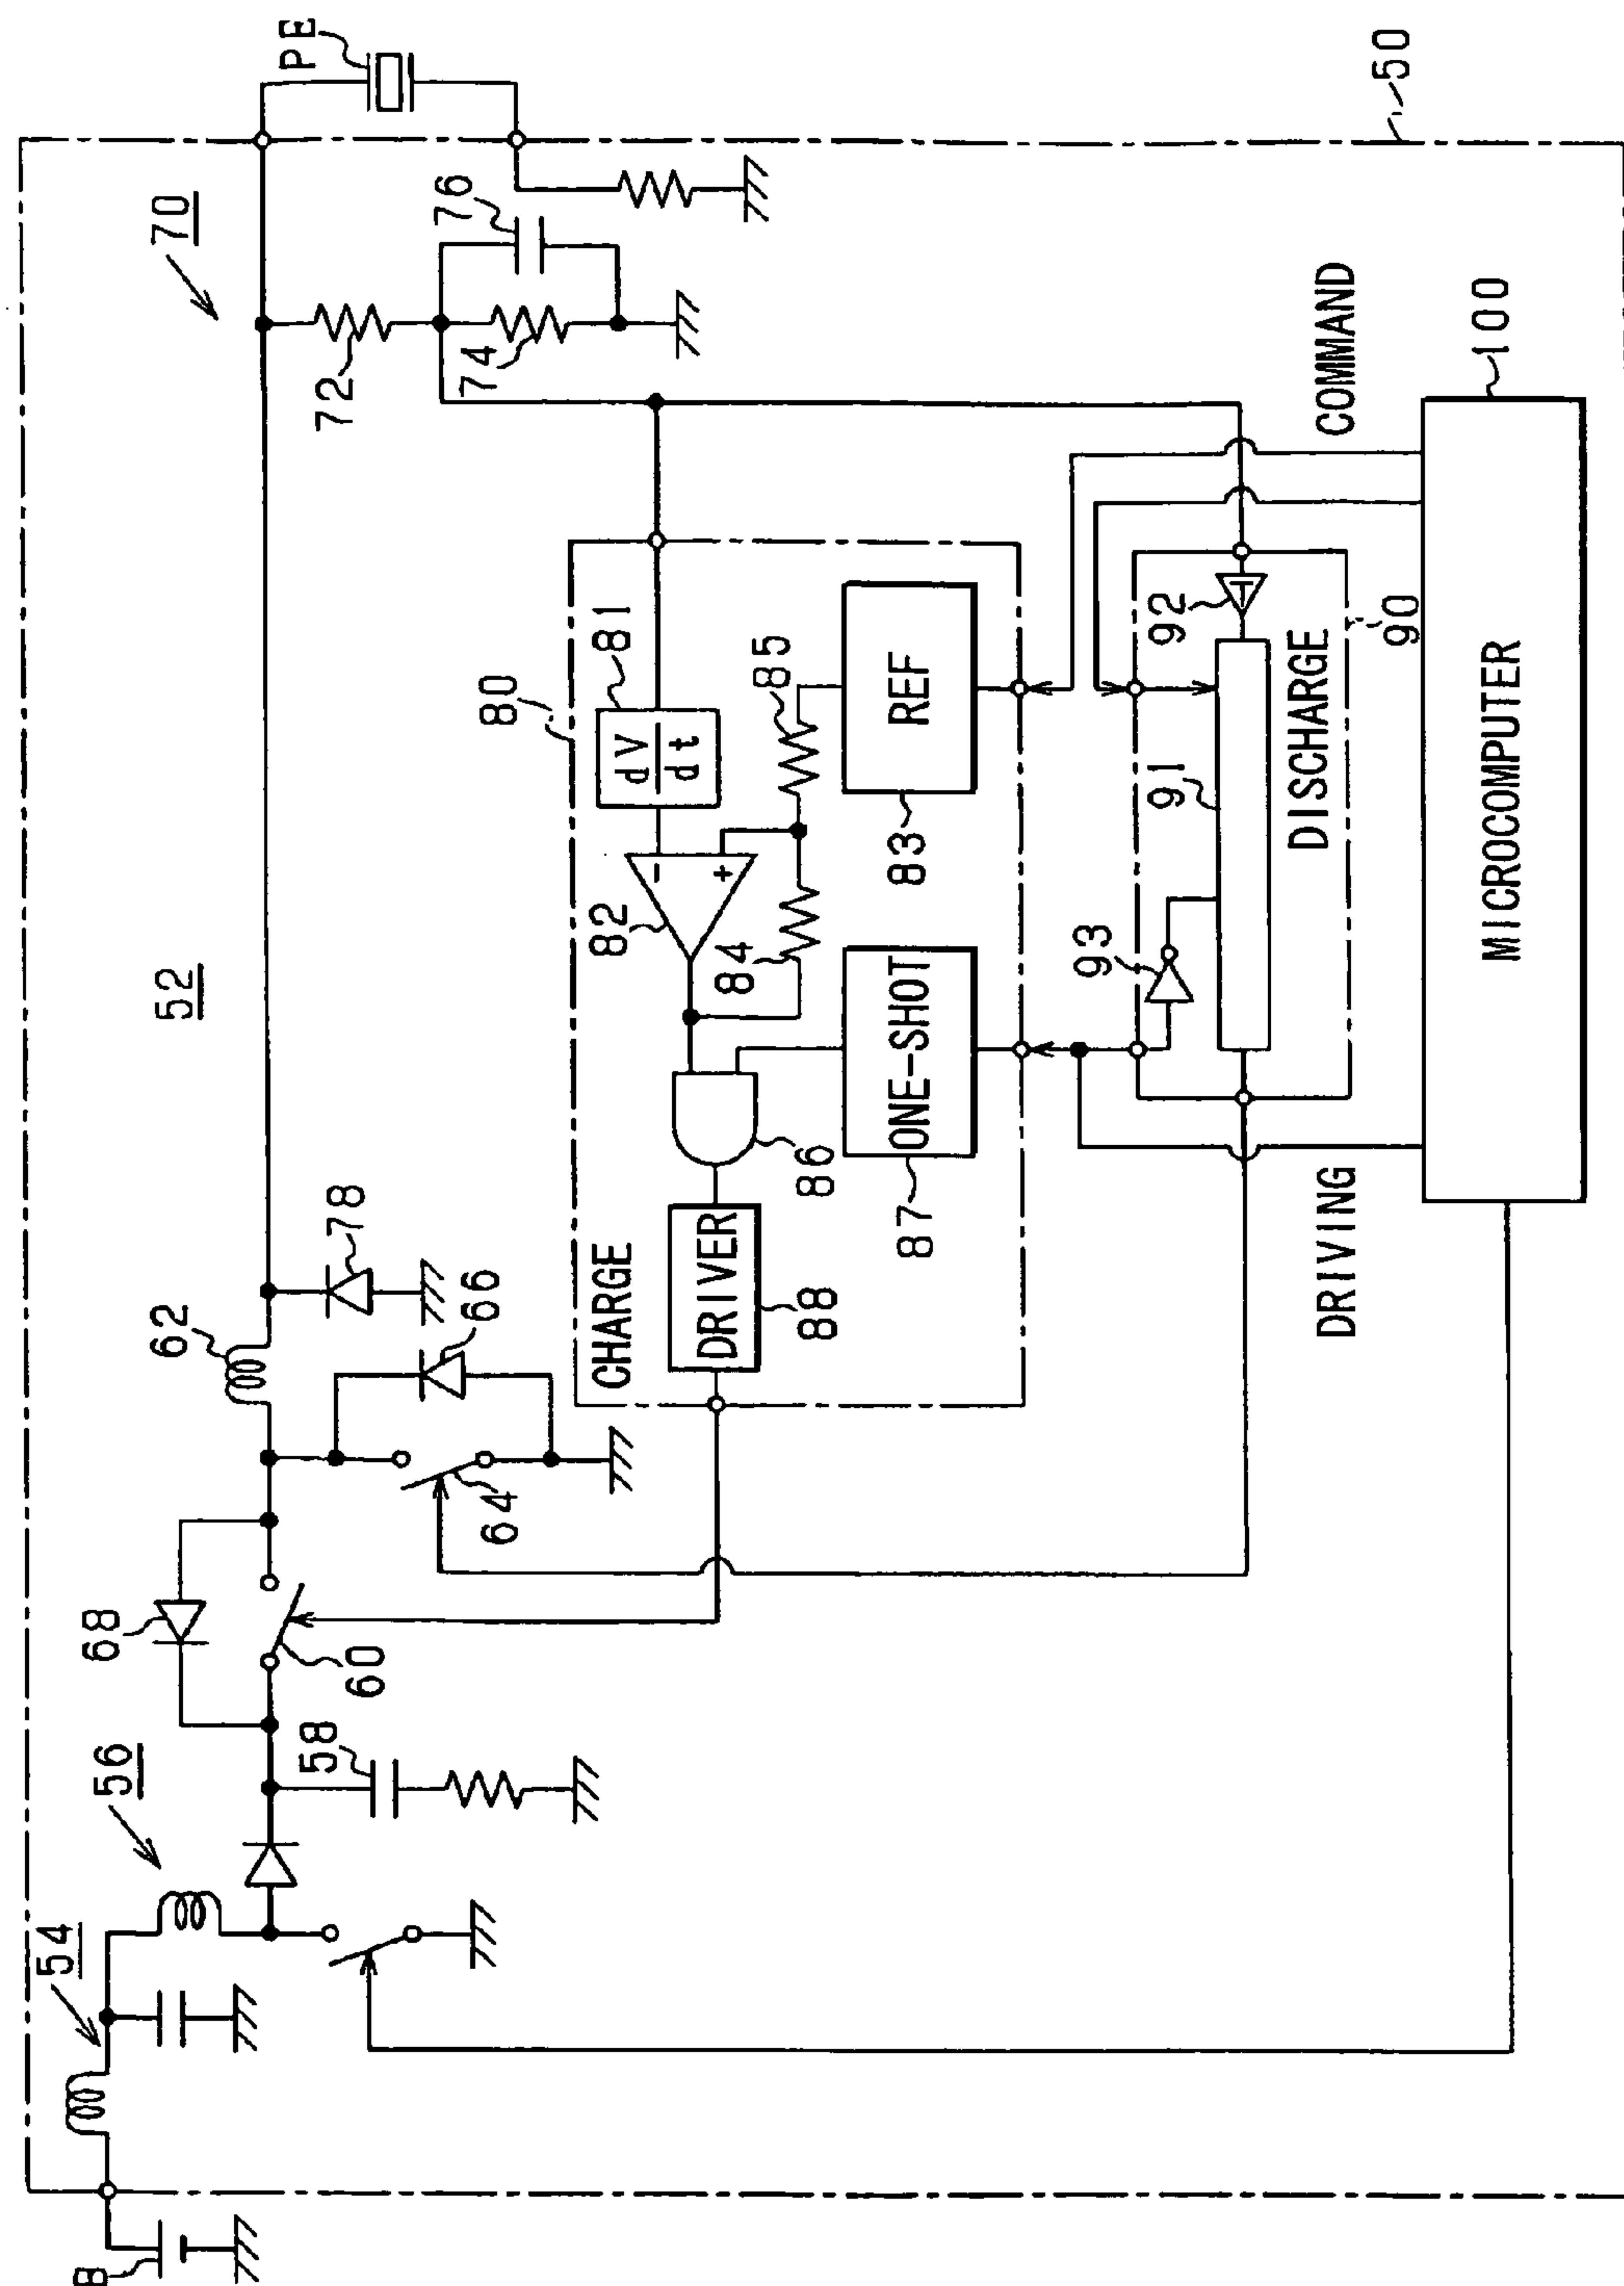 50
52
54
56
B
58
68
60
62
64
66
78
70
PE
72
74
76
CHARGE
80
81
dV
dt
82
-
+
84
85
REF
83
86
ONE-SHOT
87
DRIVER
88
DISCHARGE
90
91
92
T
93
COMMAND
DRIVING
MICROCOMPUTER
100